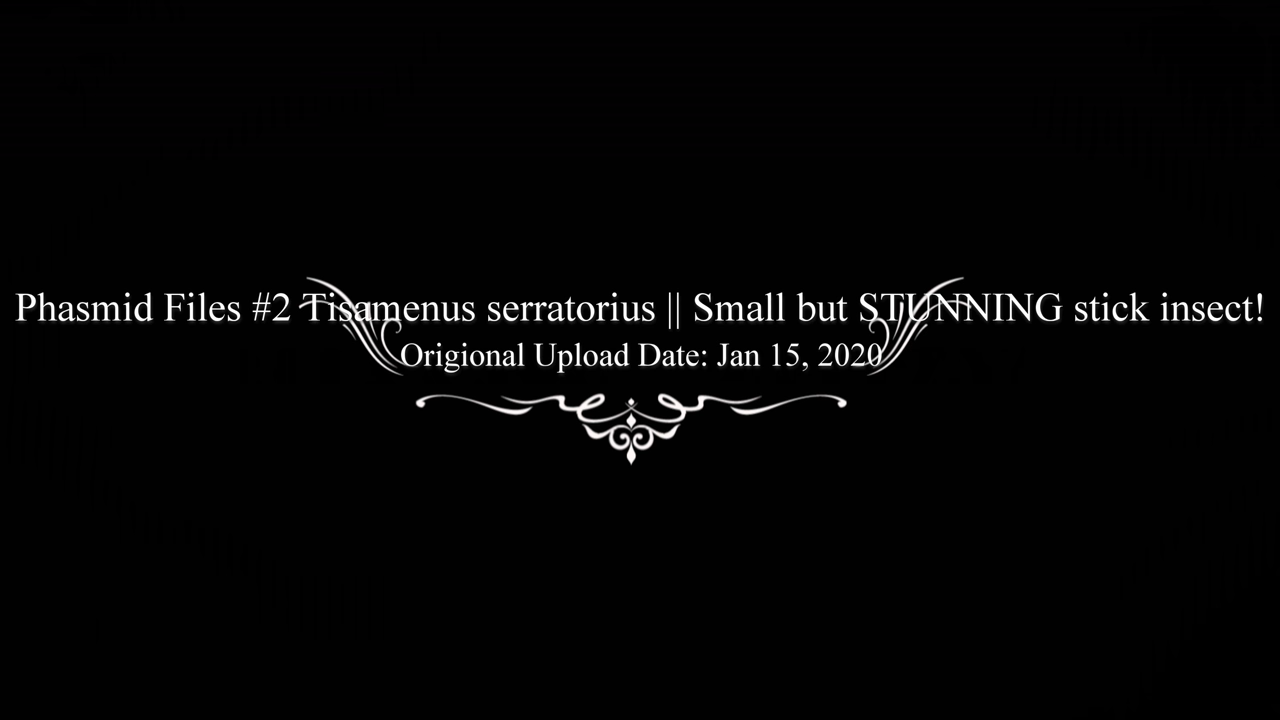 Phasmid Files #2 Tisamenus serratorius || Small but STUNNING stick insect!
Origional Upload Date: Jan 15, 2020